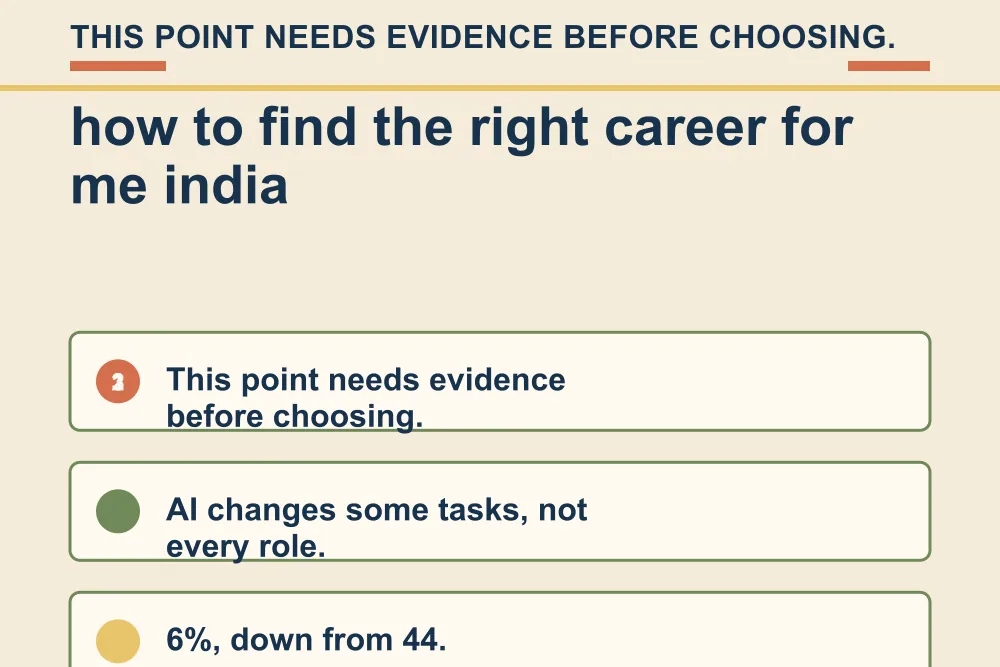 THIS POINT NEEDS EVIDENCE BEFORE CHOOSING.
how to find the right career for
me india
This point needs evidence
before choosing.
AI changes some tasks, not
every role.
6%, down from 44.